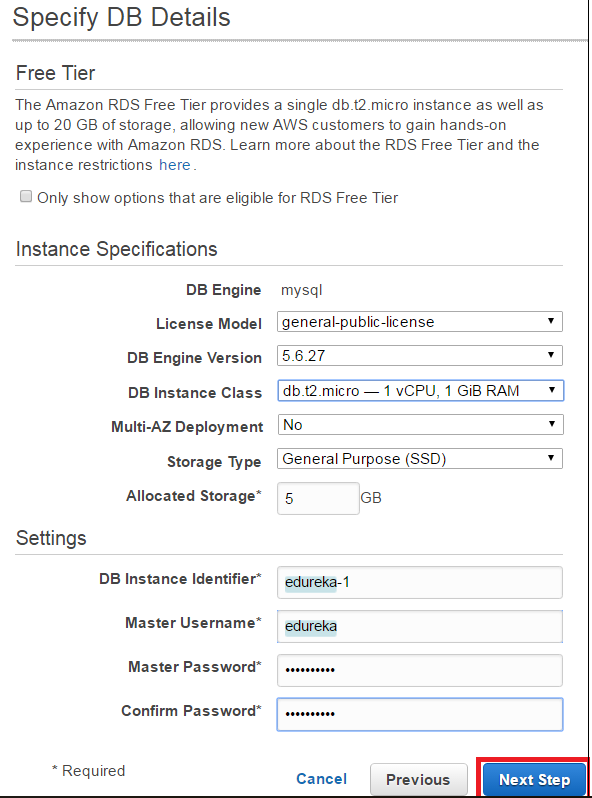 Specify DB Details
Free Tier
The Amazon RDS Free Tier provides a single db.t2.micro instance as well as
up to 20 GB of storage, allowing new AWS customers to gain hands-on
experience with Amazon RDS. Learn more about the RDS Free Tier and the
instance restrictions here.
Only show options that are eligible for RDS Free Tier
Instance Specifications
DB Engine mysql
License Model general-public-license
DB Engine Version 5.6.27
DB Instance Class db.t2.micro — 1 vCPU, 1 GiB RAM
Multi-AZ Deployment No
Storage Type General Purpose (SSD)
Allocated Storage* 5 GB
Settings
DB Instance Identifier* edureka-1
Master Username* edureka
Master Password* ••••••••••
Confirm Password* ••••••••••
* Required Cancel Previous Next Step